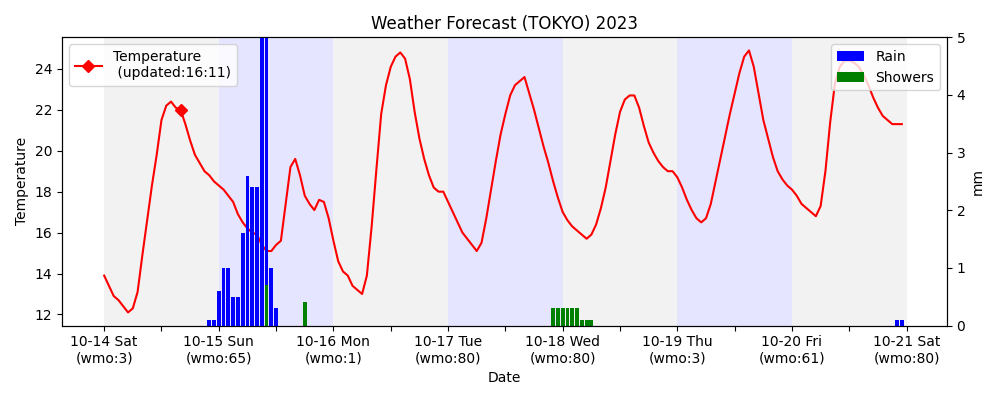 Weather Forecast (TOKYO) 2023
Temperature
(updated:16:11)
Rain
Showers
Temperature
24
22
20
18
16
14
12
5
4
3
2
1
0
mm
10-14 Sat
(wmo:3)
10-15 Sun
(wmo:65)
10-16 Mon
(wmo:1)
10-17 Tue
(wmo:80)
10-18 Wed
(wmo:80)
10-19 Thu
(wmo:3)
10-20 Fri
(wmo:61)
10-21 Sat
(wmo:80)
Date